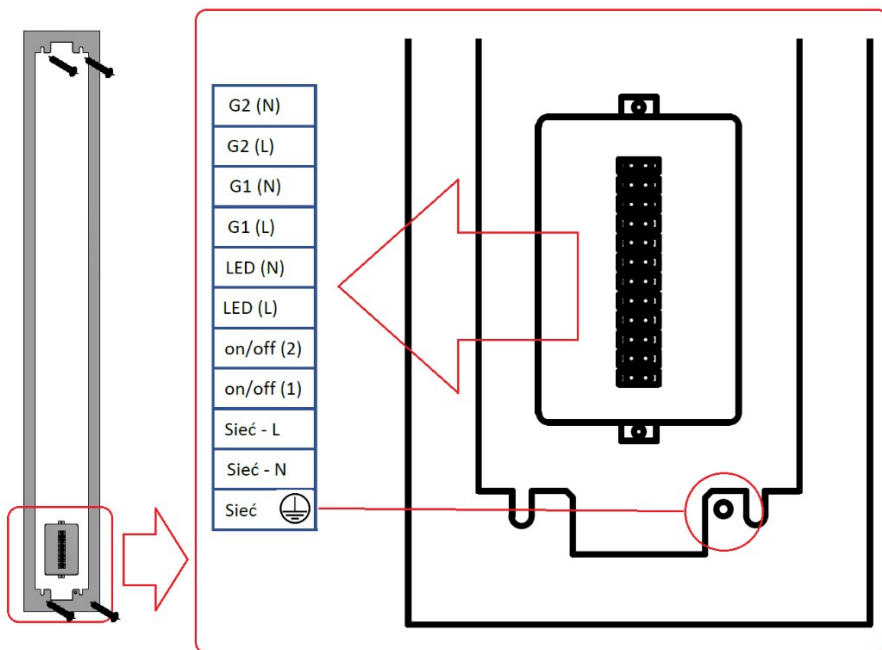 G2 (N)
G2 (L)
G1 (N)
G1 (L)
LED (N)
LED (L)
on/off (2)
on/off (1)
Sieć - L
Sieć - N
Sieć